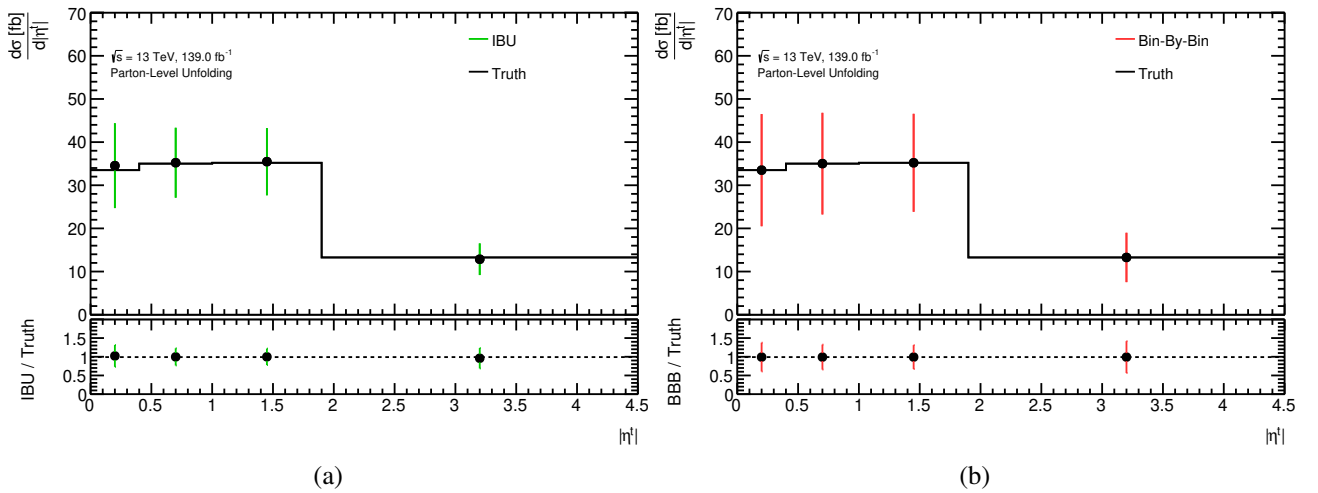 dσ [fb]
d|η^t|
70
60
50
40
30
20
10
0
√s = 13 TeV, 139.0 fb⁻¹
Parton-Level Unfolding
IBU
Truth
IBU / Truth
1.5
1
0.5
0
0 0.5 1 1.5 2 2.5 3 3.5 4 4.5
|η^t|
(a)
dσ [fb]
d|η^t|
70
60
50
40
30
20
10
0
√s = 13 TeV, 139.0 fb⁻¹
Parton-Level Unfolding
Bin-By-Bin
Truth
BBB / Truth
1.5
1
0.5
0
0 0.5 1 1.5 2 2.5 3 3.5 4 4.5
|η^t|
(b)